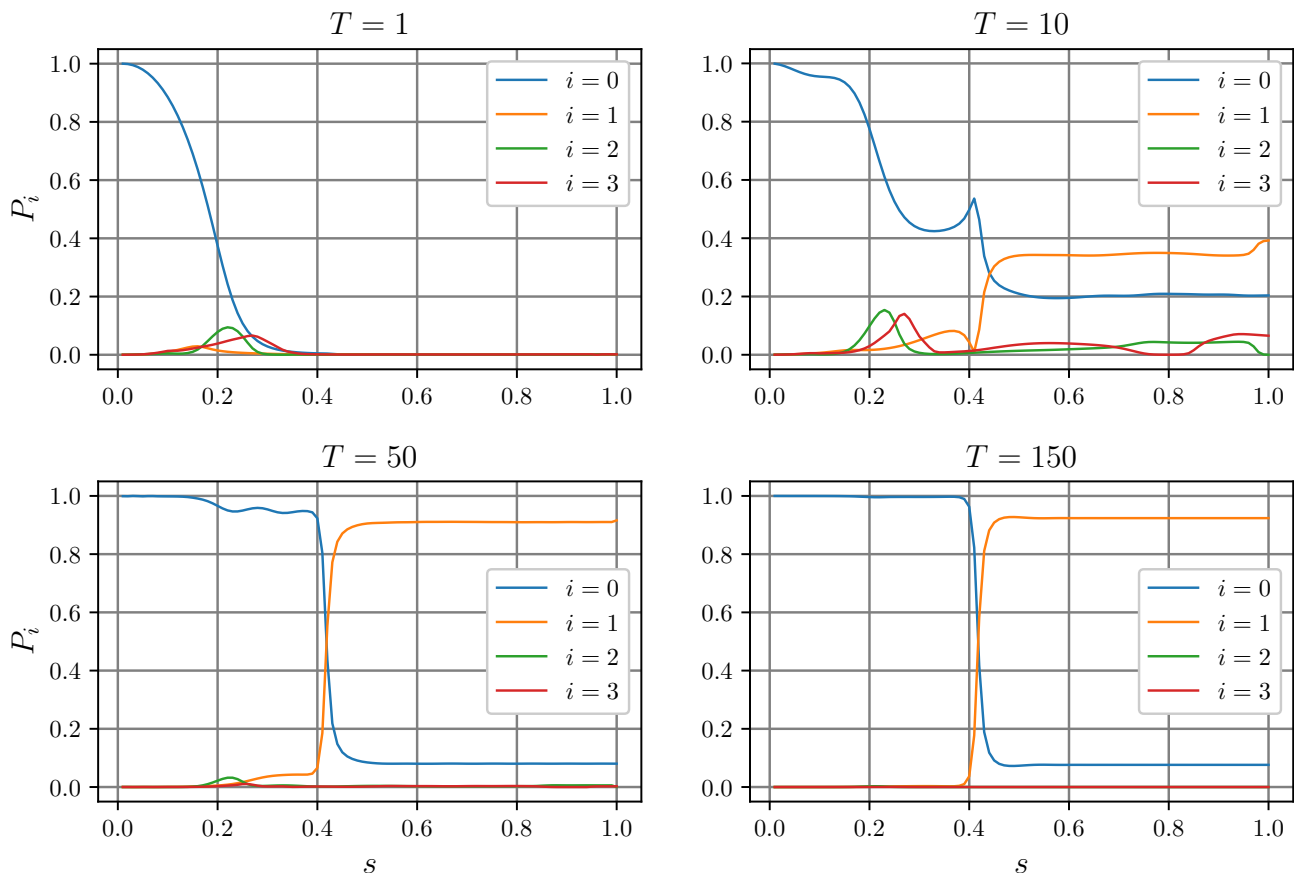 T = 1
P_i
1.0
0.8
0.6
0.4
0.2
0.0
0.0 0.2 0.4 0.6 0.8 1.0
i = 0
i = 1
i = 2
i = 3
T = 10
1.0
0.8
0.6
0.4
0.2
0.0
0.0 0.2 0.4 0.6 0.8 1.0
i = 0
i = 1
i = 2
i = 3
T = 50
P_i
1.0
0.8
0.6
0.4
0.2
0.0
0.0 0.2 0.4 0.6 0.8 1.0
s
i = 0
i = 1
i = 2
i = 3
T = 150
1.0
0.8
0.6
0.4
0.2
0.0
0.0 0.2 0.4 0.6 0.8 1.0
s
i = 0
i = 1
i = 2
i = 3